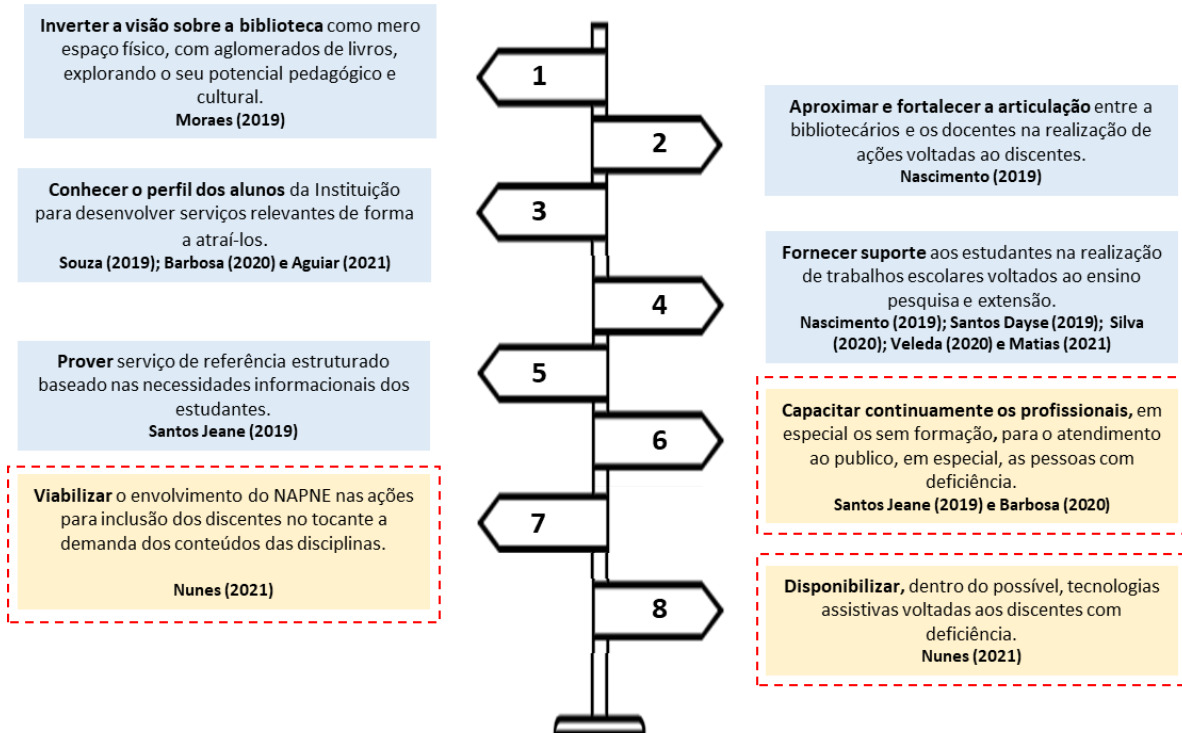 Inverter a visão sobre a biblioteca como mero
espaço físico, com aglomerados de livros,
explorando o seu potencial pedagógico e
cultural.
Moraes (2019)
1
2
Aproximar e fortalecer a articulação entre a
bibliotecários e os docentes na realização de
ações voltadas ao discentes.
Nascimento (2019)
Conhecer o perfil dos alunos da Instituição
para desenvolver serviços relevantes de forma
a atraí-los.
Souza (2019); Barbosa (2020) e Aguiar (2021)
3
4
Fornecer suporte aos estudantes na realização
de trabalhos escolares voltados ao ensino
pesquisa e extensão.
Nascimento (2019); Santos Dayse (2019); Silva
(2020); Veleda (2020) e Matias (2021)
Prover serviço de referência estruturado
baseado nas necessidades informacionais dos
estudantes.
Santos Jeane (2019)
5
6
Capacitar continuamente os profissionais, em
especial os sem formação, para o atendimento
ao publico, em especial, as pessoas com
deficiência.
Santos Jeane (2019) e Barbosa (2020)
Viabilizar o envolvimento do NAPNE nas ações
para inclusão dos discentes no tocante a
demanda dos conteúdos das disciplinas.
Nunes (2021)
7
8
Disponibilizar, dentro do possível, tecnologias
assistivas voltadas aos discentes com
deficiência.
Nunes (2021)